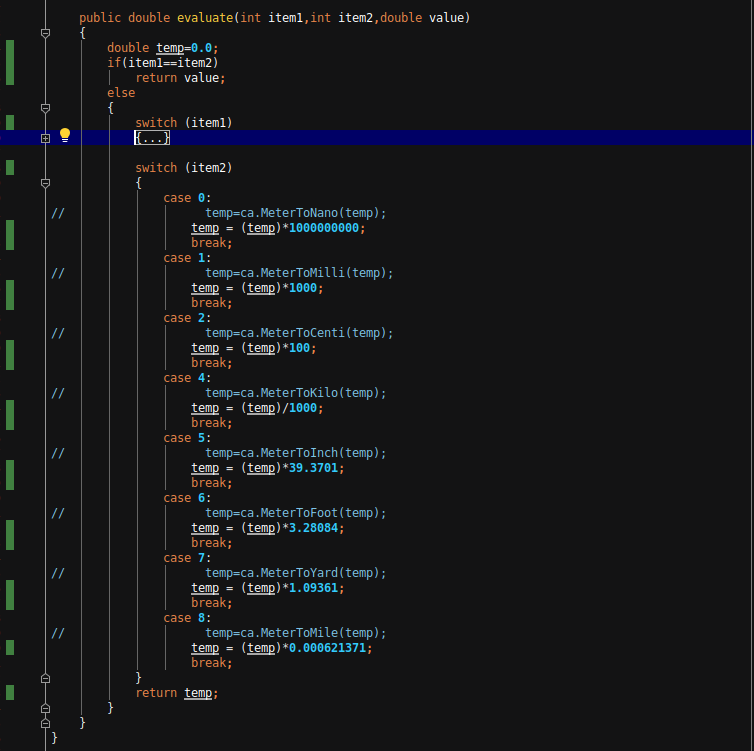 public double evaluate(int item1,int item2,double value)
    {
        double temp=0.0;
        if(item1==item2)
            return value;
        else
        {
            switch (item1)
            {...}
            switch (item2)
            {
                case 0:
//                    temp=ca.MeterToNano(temp);
                    temp = (temp)*1000000000;
                    break;
                case 1:
//                    temp=ca.MeterToMilli(temp);
                    temp = (temp)*1000;
                    break;
                case 2:
//                    temp=ca.MeterToCenti(temp);
                    temp = (temp)*100;
                    break;
                case 4:
//                    temp=ca.MeterToKilo(temp);
                    temp = (temp)/1000;
                    break;
                case 5:
//                    temp=ca.MeterToInch(temp);
                    temp = (temp)*39.3701;
                    break;
                case 6:
//                    temp=ca.MeterToFoot(temp);
                    temp = (temp)*3.28084;
                    break;
                case 7:
//                    temp=ca.MeterToYard(temp);
                    temp = (temp)*1.09361;
                    break;
                case 8:
//                    temp=ca.MeterToMile(temp);
                    temp = (temp)*0.000621371;
                    break;
            }
            return temp;
        }
    }
}